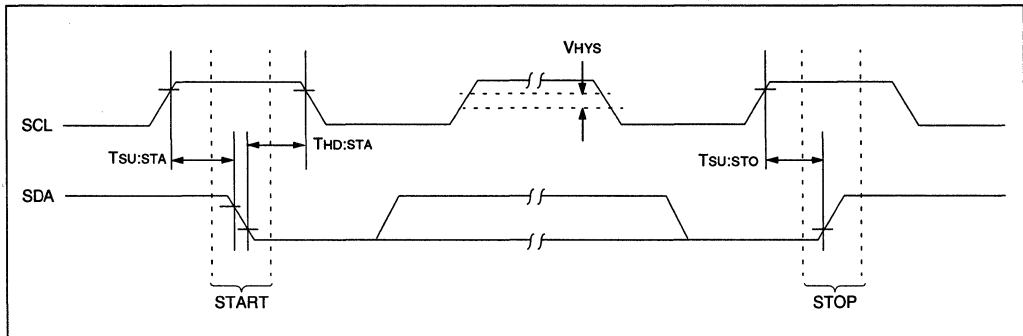 VHYS
SCL
TSU:STA
THD:STA
TSU:STO
SDA
START
STOP